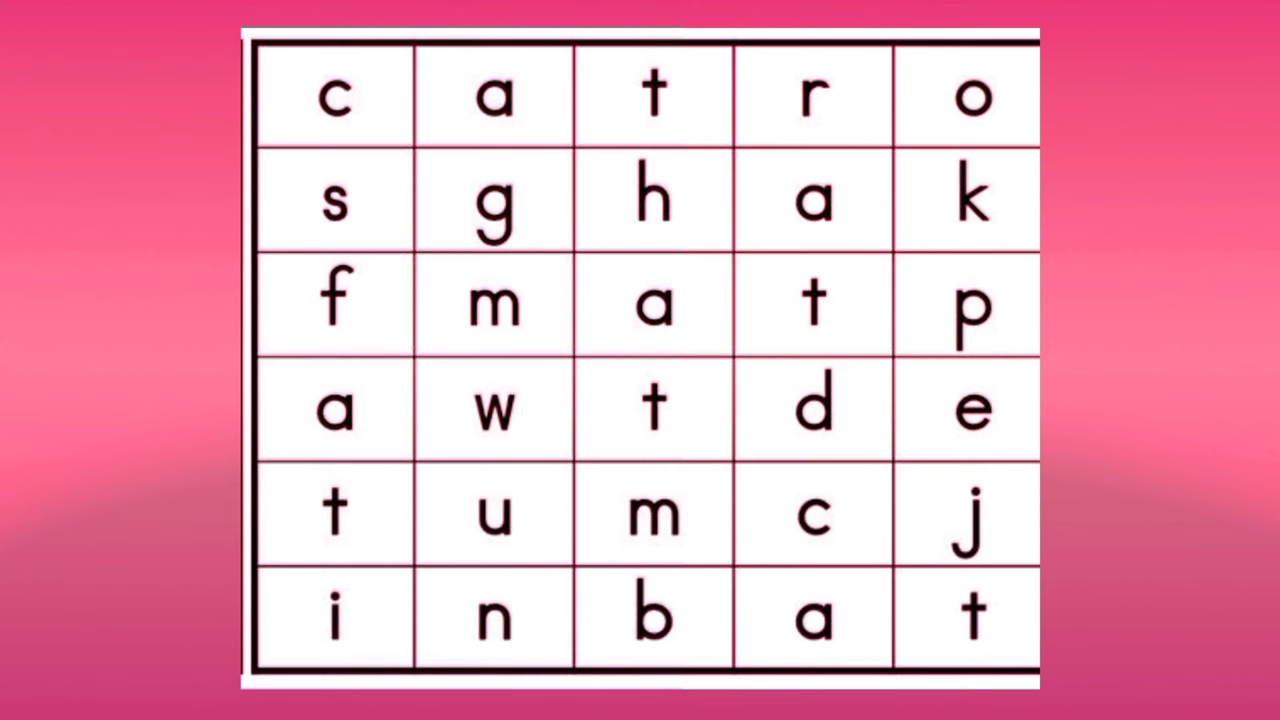 c a t r o
s g h a k
f m a t p
a w t d e
t u m c j
i n b a t